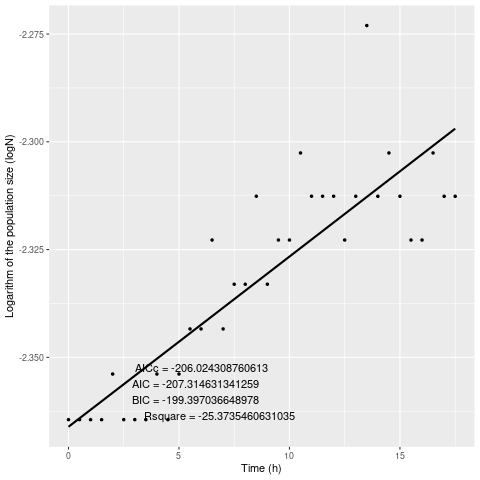 -2.275
-2.300
-2.325
-2.350
Logarithm of the population size (logN)
AICc = -206.024308760613
AIC = -207.314631341259
BIC = -199.397036648978
Rsquare = -25.3735460631035
0
5
10
15
Time (h)